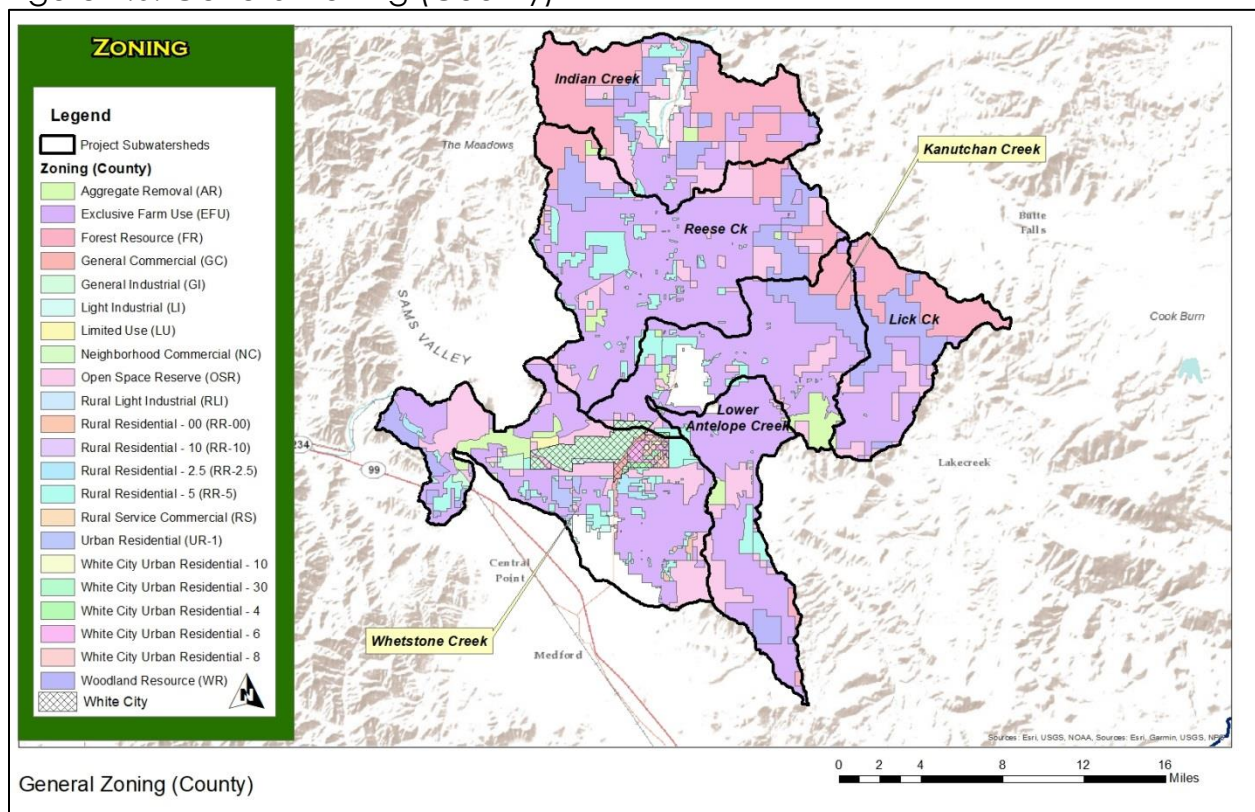 General Zoning (County)
ZONING
Legend
Project Subwatersheds
Zoning (County)
Aggregate Removal (AR)
Exclusive Farm Use (EFU)
Forest Resource (FR)
General Commercial (GC)
General Industrial (GI)
Light Industrial (LI)
Limited Use (LU)
Neighborhood Commercial (NC)
Open Space Reserve (OSR)
Rural Light Industrial (RLI)
Rural Residential - 00 (RR-00)
Rural Residential - 10 (RR-10)
Rural Residential - 2.5 (RR-2.5)
Rural Residential - 5 (RR-5)
Rural Service Commercial (RS)
Urban Residential (UR-1)
White City Urban Residential - 10
White City Urban Residential - 30
White City Urban Residential - 4
White City Urban Residential - 6
White City Urban Residential - 8
Woodland Resource (WR)
White City
N
Indian Creek
The Meadows
Kanutchan Creek
Reese Ck
Butte
Falls
Lick Ck
SAMS VALLEY
Cook Burn
Lower
Antelope Creek
234
99
Lakecreek
Central
Point
Whetstone Creek
Medford
Sources: Esri, USGS, NOAA, Sources: Esri, Garmin, USGS, NPS
General Zoning (County)
0 2 4 8 12 16
Miles